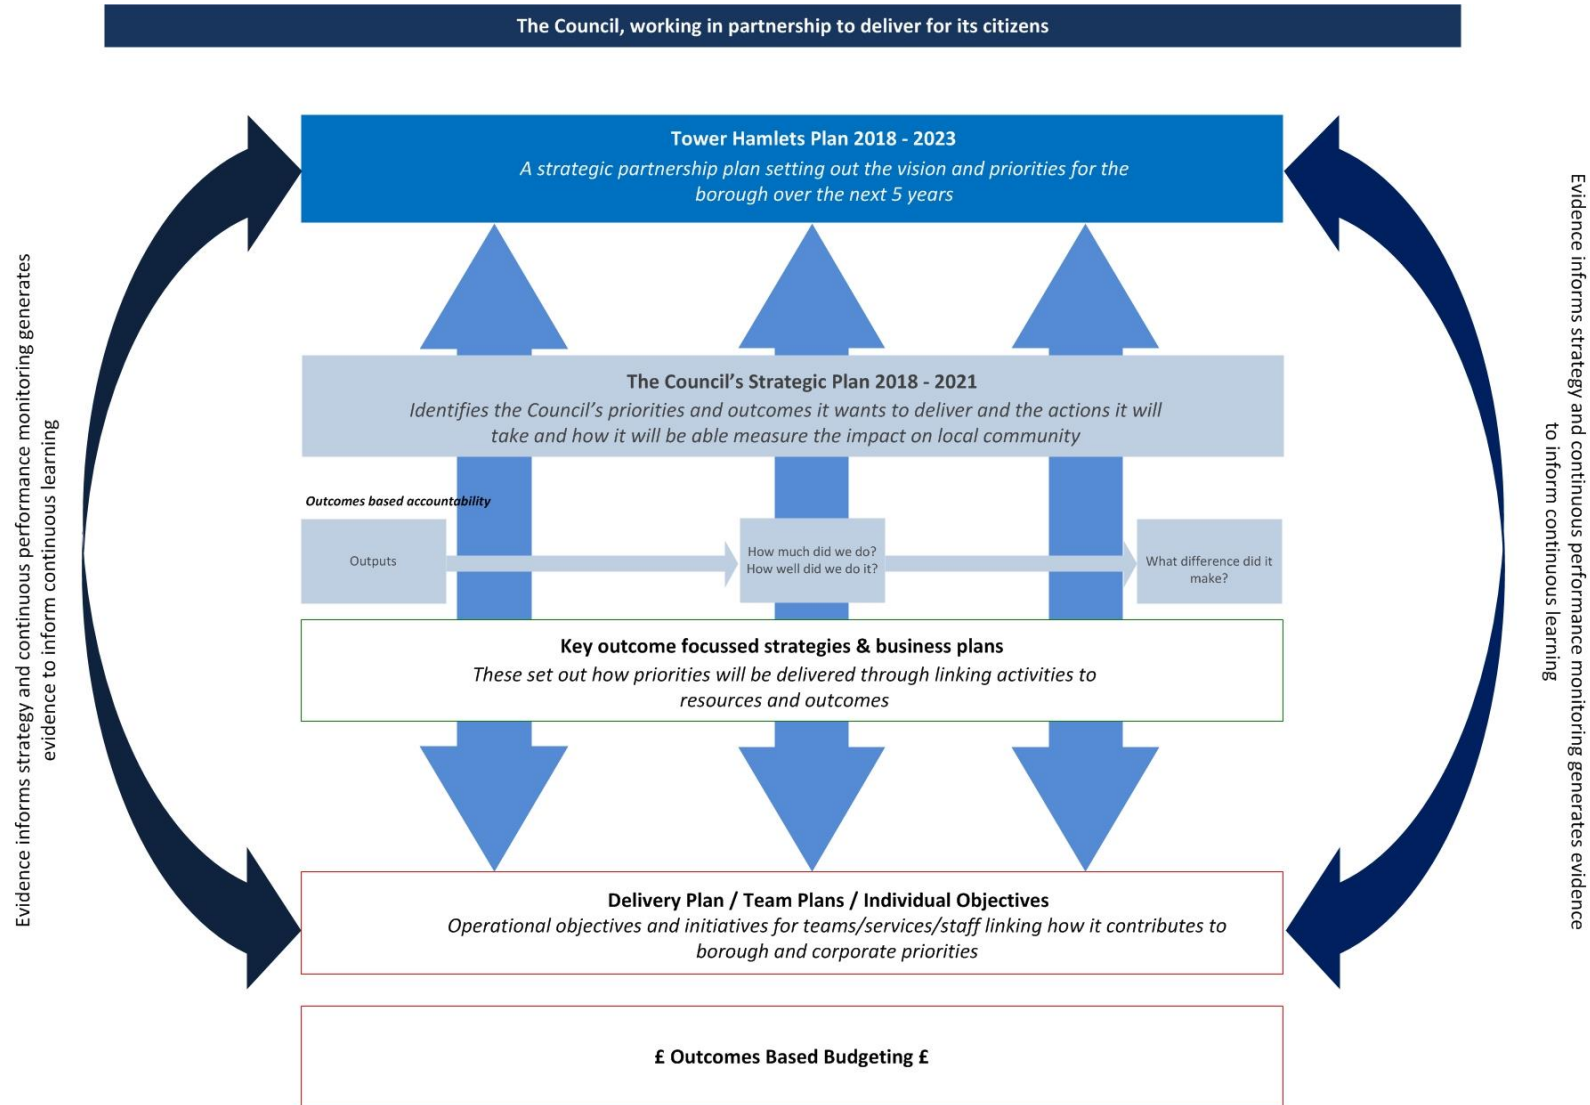 The Council, working in partnership to deliver for its citizens
Tower Hamlets Plan 2018 - 2023
A strategic partnership plan setting out the vision and priorities for the
borough over the next 5 years
Evidence informs strategy and continuous performance monitoring generates
evidence to inform continuous learning
Evidence informs strategy and continuous performance monitoring generates evidence
to inform continuous learning
The Council's Strategic Plan 2018 - 2021
Identifies the Council's priorities and outcomes it wants to deliver and the actions it will
take and how it will be able measure the impact on local community
Outcomes based accountability
Outputs
How much did we do?
How well did we do it?
What difference did it
make?
Key outcome focussed strategies & business plans
These set out how priorities will be delivered through linking activities to
resources and outcomes
Delivery Plan / Team Plans / Individual Objectives
Operational objectives and initiatives for teams/services/staff linking how it contributes to
borough and corporate priorities
£ Outcomes Based Budgeting £